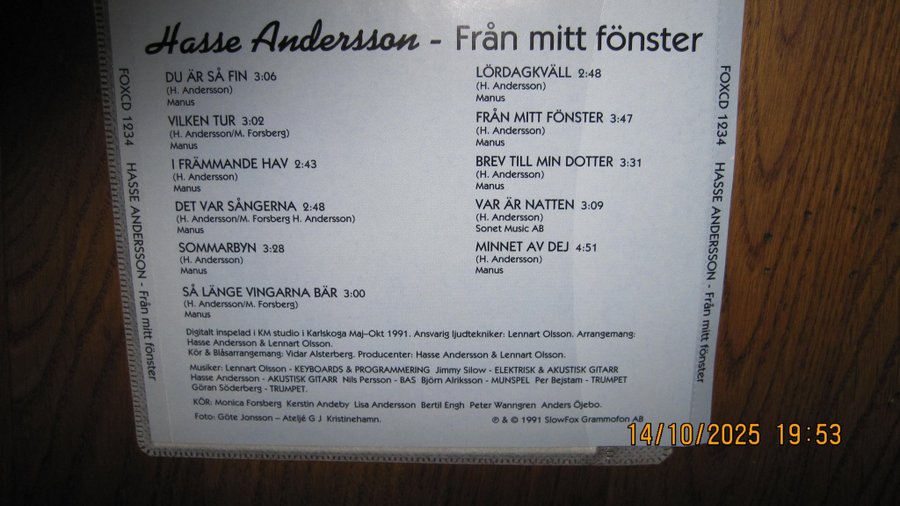 Hasse Andersson - Från mitt fönster
DU ÄR SÅ FIN 3:06
(H. Andersson)
Manus
VILKEN TUR 3:02
(H. Andersson/M. Forsberg)
Manus
I FRÄMMANDE HAV 2:43
(H. Andersson)
Manus
DET VAR SÅNGERNA 2:48
(H. Andersson/M. Forsberg H. Andersson)
Manus
SOMMARBYN 3:28
(H. Andersson)
Manus
SÅ LÄNGE VINGARNA BÄR 3:00
(H. Andersson/M. Forsberg)
Manus
LÖRDAGKVÄLL 2:48
(H. Andersson)
Manus
FRÅN MITT FÖNSTER 3:47
(H. Andersson)
Manus
BREV TILL MIN DOTTER 3:31
(H. Andersson)
Manus
VAR ÄR NATTEN 3:09
(H. Andersson)
Sonet Music AB
MINNET AV DEJ 4:51
(H. Andersson)
Manus
Digitalt inspelad i KM studio i Karlskoga Maj–Okt 1991. Ansvarig ljudtekniker: Lennart Olsson. Arrangemang:
Hasse Andersson & Lennart Olsson.
Kör & Blåsarrangemang: Vidar Alsterberg. Producenter: Hasse Andersson & Lennart Olsson.
Musiker: Lennart Olsson - KEYBOARDS & PROGRAMMERING Jimmy Silow - ELEKTRISK & AKUSTISK GITARR
Hasse Andersson - AKUSTISK GITARR Nils Persson - BAS Björn Alriksson - MUNSPEL Per Bejstam - TRUMPET
Göran Söderberg - TRUMPET.
KÖR: Monica Forsberg Kerstin Andeby Lisa Andersson Bertil Engh Peter Wanngren Anders Öjebo.
Foto: Göte Jonsson – Ateljé G J Kristinehamn.
℗ & © 1991 SlowFox Grammofon AB
FOXCD 1234 HASSE ANDERSSON - Från mitt fönster
FOXCD 1234 HASSE ANDERSSON - Från mitt fönster
14/10/2025 19:53